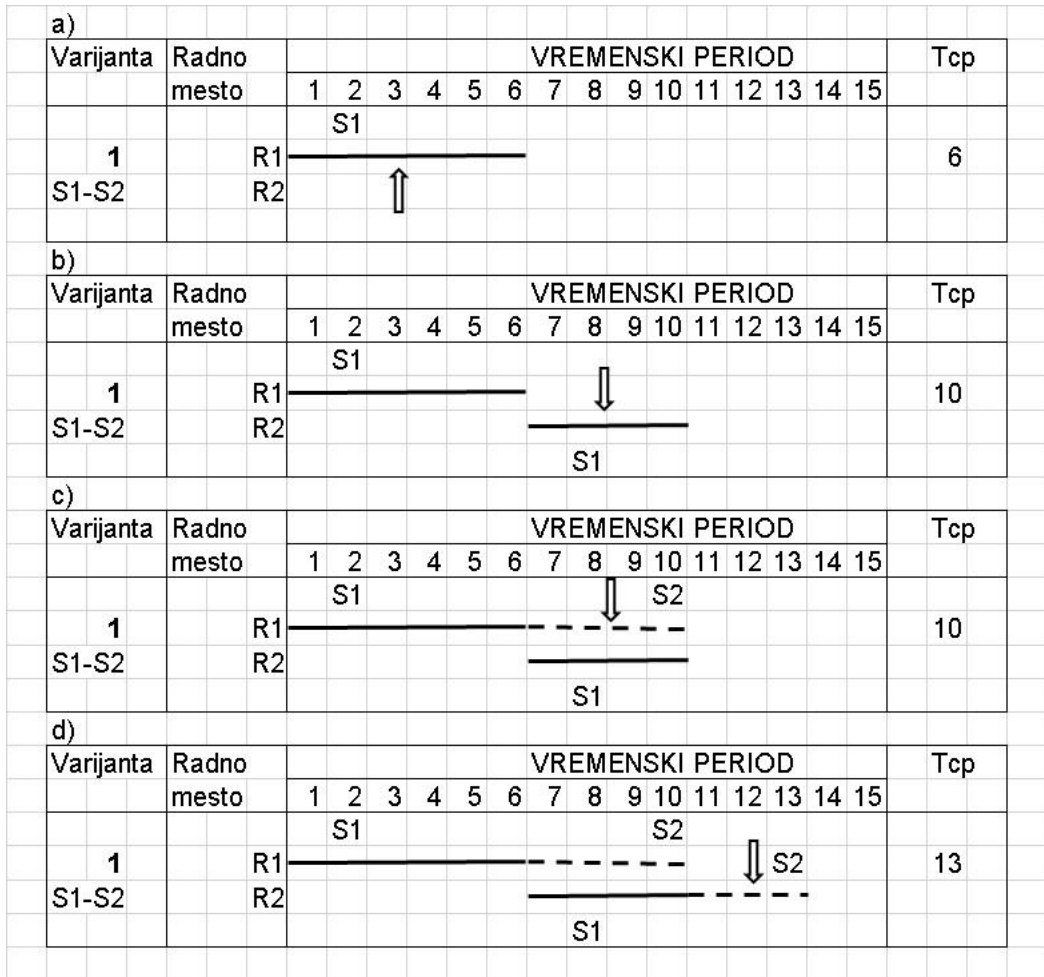 a)
Varijanta Radno VREMENSKI PERIOD Tcp
mesto 1 2 3 4 5 6 7 8 9 10 11 12 13 14 15
S1
1 R1 6
S1-S2 R2
b)
Varijanta Radno VREMENSKI PERIOD Tcp
mesto 1 2 3 4 5 6 7 8 9 10 11 12 13 14 15
S1
1 R1 10
S1-S2 R2
S1
c)
Varijanta Radno VREMENSKI PERIOD Tcp
mesto 1 2 3 4 5 6 7 8 9 10 11 12 13 14 15
S1 S2
1 R1 10
S1-S2 R2
S1
d)
Varijanta Radno VREMENSKI PERIOD Tcp
mesto 1 2 3 4 5 6 7 8 9 10 11 12 13 14 15
S1 S2
1 R1 S2 13
S1-S2 R2
S1